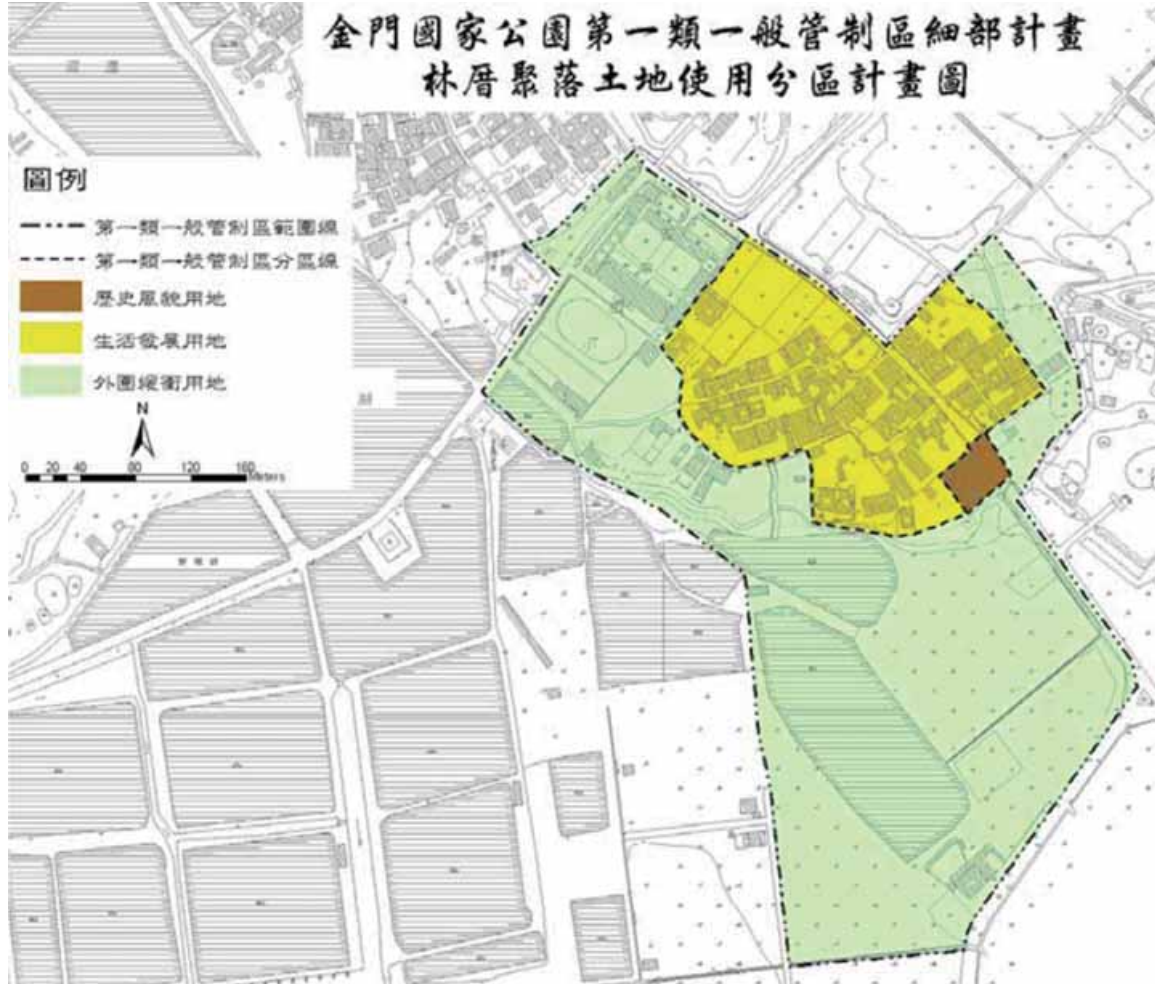 金門國家公園第一類一般管制區細部計畫
林厝聚落土地使用分區計畫圖
圖例
第一類一般管制區範圍線
第一類一般管制區分區線
歷史風貌用地
生活發展用地
外圍緩衝用地
N
0 20 40 80 120 160
Meters